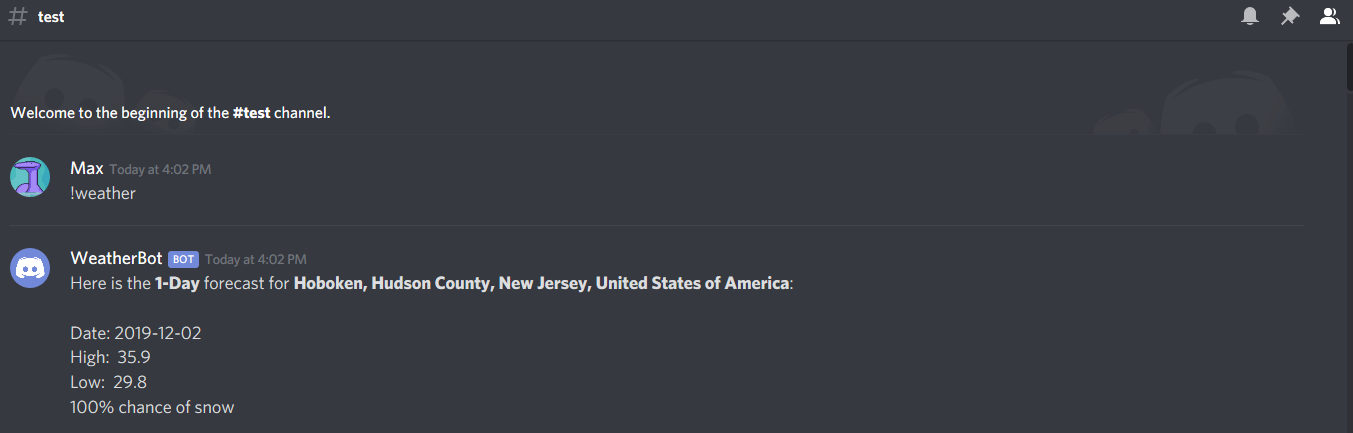 # test
Welcome to the beginning of the #test channel.
Max Today at 4:02 PM
!weather
WeatherBot BOT Today at 4:02 PM
Here is the 1-Day forecast for Hoboken, Hudson County, New Jersey, United States of America:
Date: 2019-12-02
High:  35.9
Low:  29.8
100% chance of snow